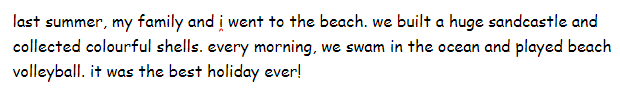 last summer, my family and i went to the beach. we built a huge sandcastle and
collected colourful shells. every morning, we swam in the ocean and played beach
volleyball. it was the best holiday ever!